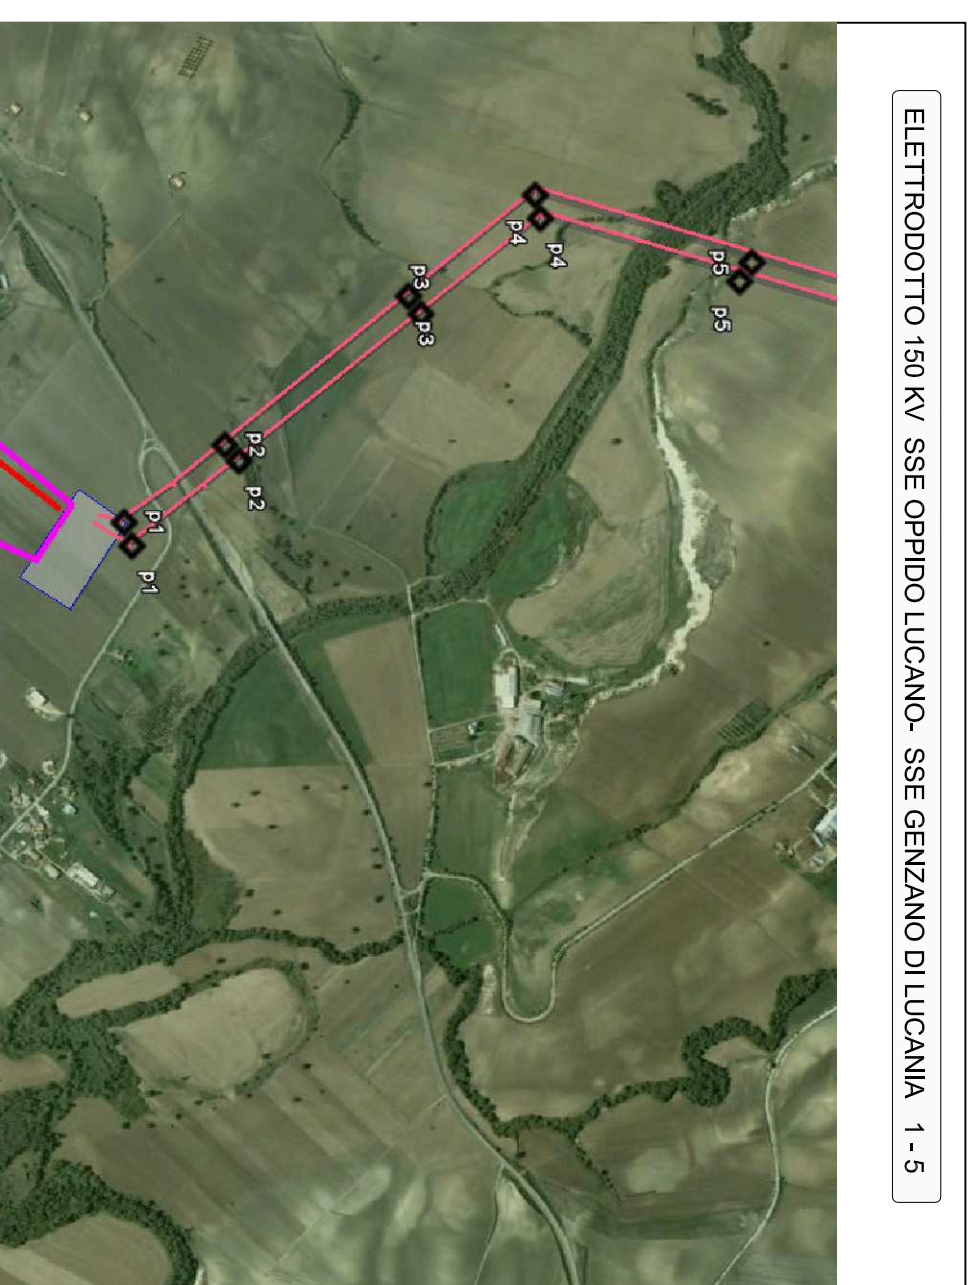 ELETTRODOTTO 150 KV SSE OPPIDO LUCANO- SSE GENZANO DI LUCANIA 1 - 5
p5
p5
p4
p4
p3
p3
p2
p2
p1
p1